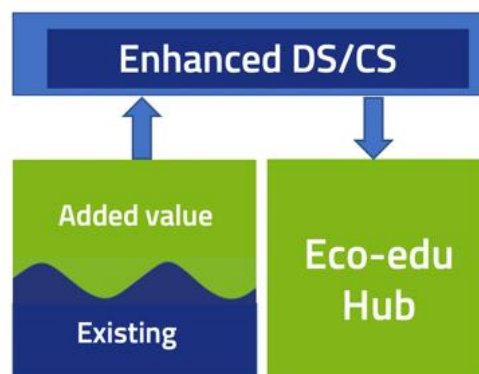 Enhanced DS/CS
Added value
Existing
Eco-edu
Hub